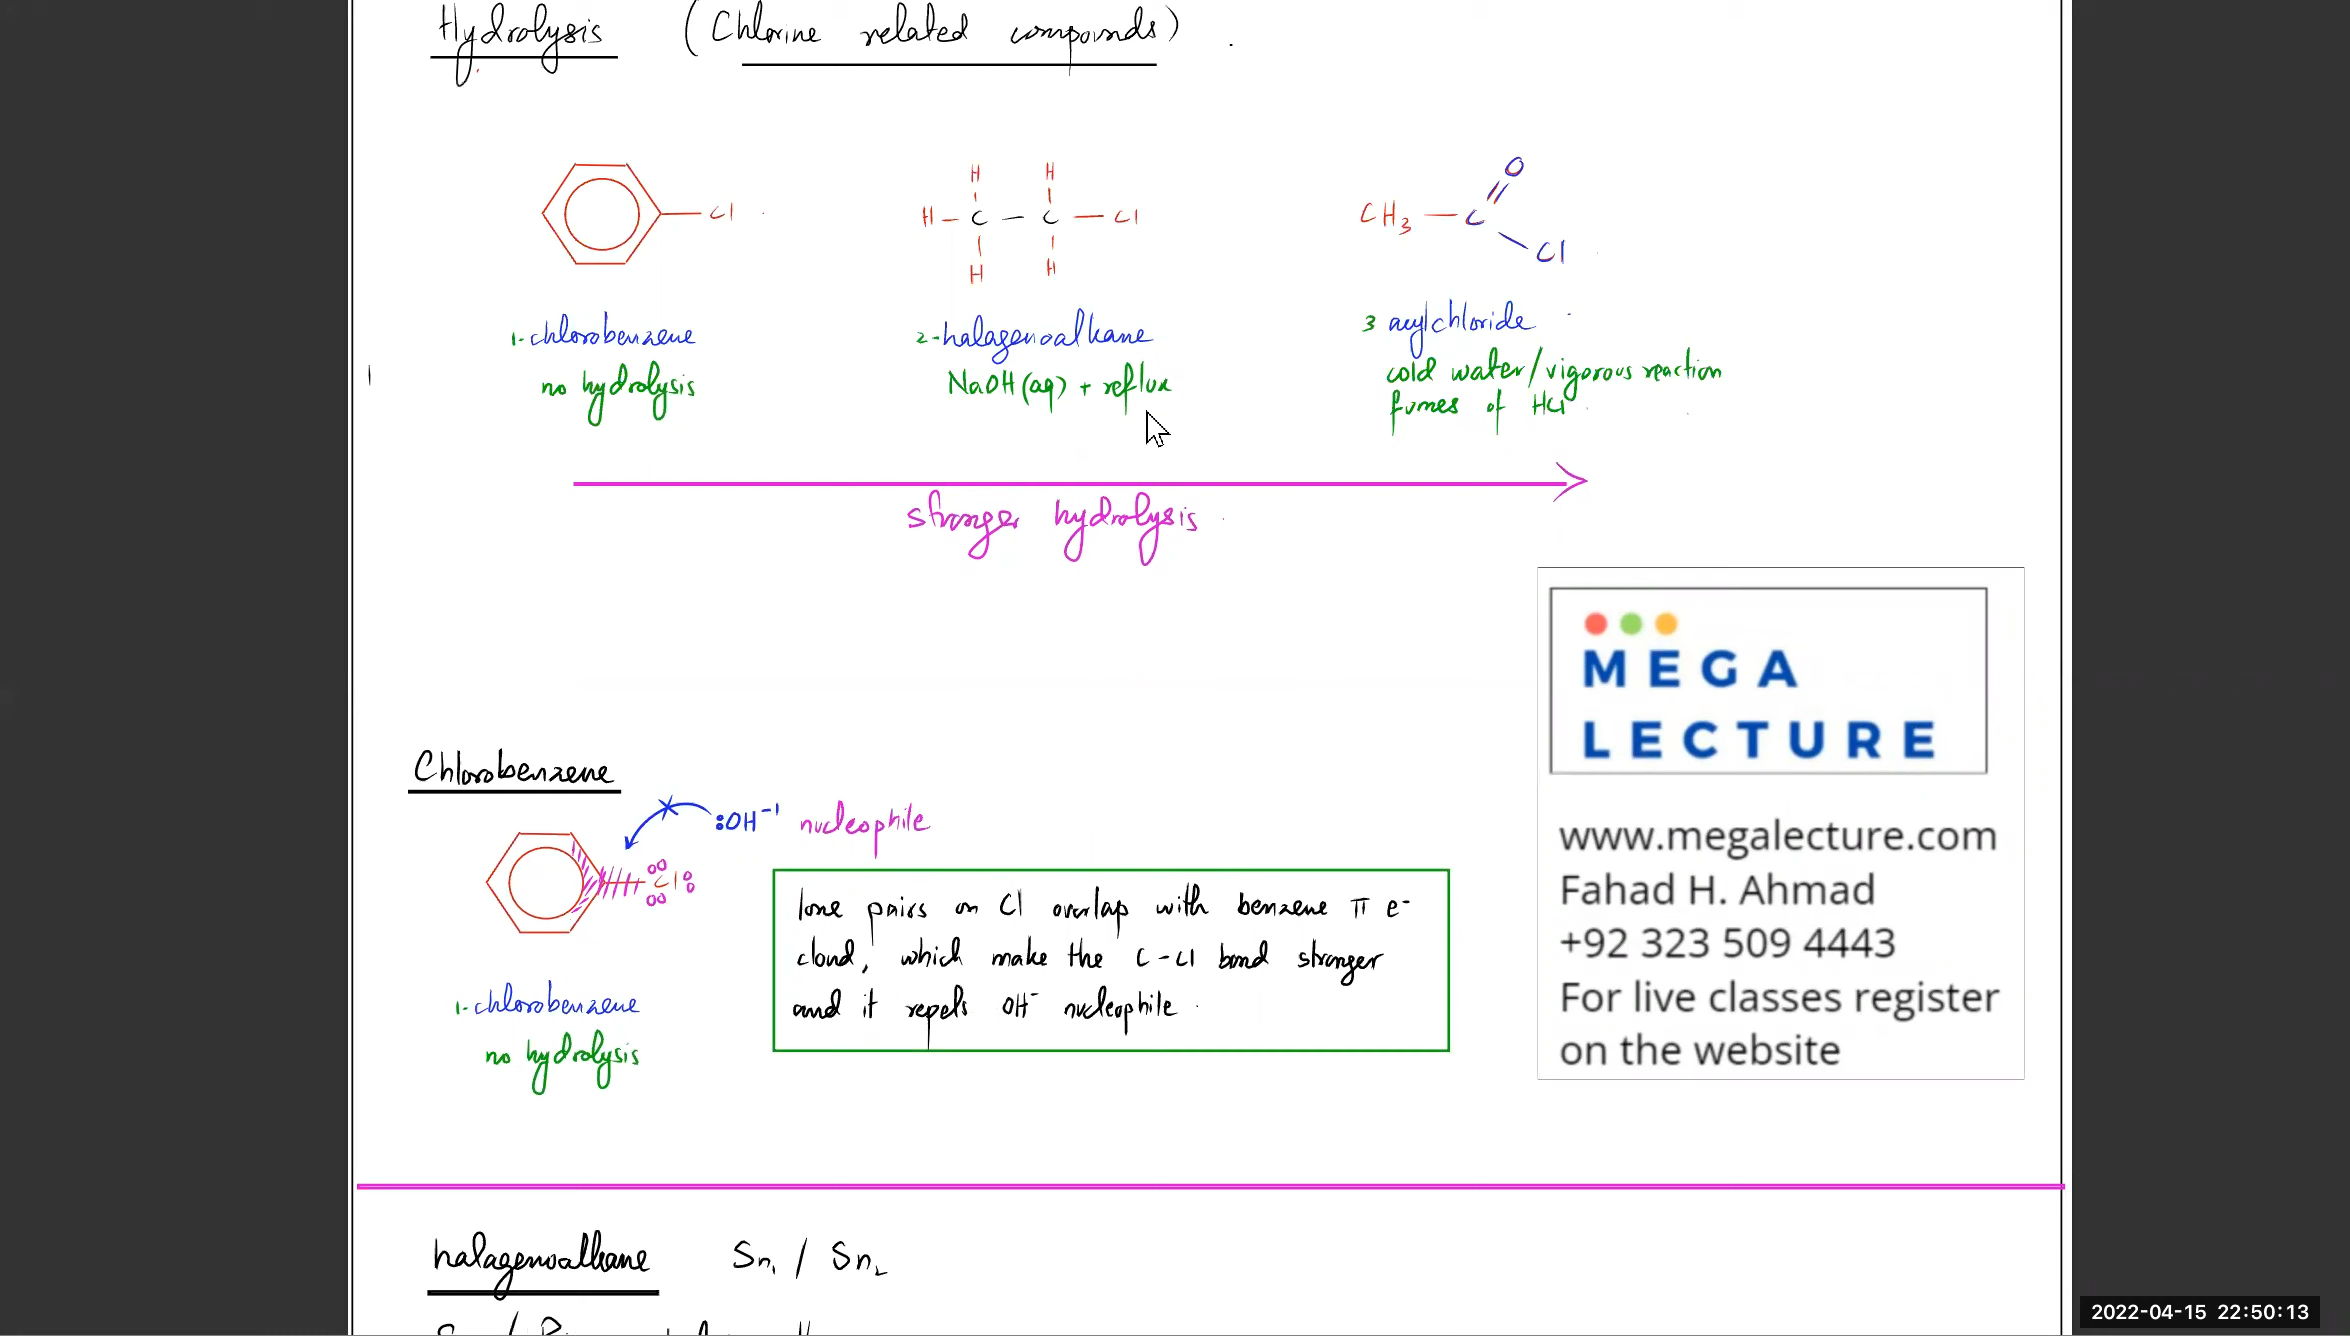 Hydrolysis (Chlorine related compounds)
Cl
H H
H - C - C - Cl
H H
O
CH3 - C
Cl
1- chlorobenzene
no hydrolysis
2- halagenoalkane
NaOH (aq) + reflux
3 acylchloride
cold water/vigorous reaction
fumes of HCl
stronger hydrolysis
MEGA
LECTURE
www.megalecture.com
Fahad H. Ahmad
+92 323 509 4443
For live classes register
on the website
Chlorobenzene
:OH⁻¹ nucleophile
Cl
lone pairs on Cl overlap with benzene π e-
cloud, which make the C-Cl bond stronger
and it repels OH⁻ nucleophile.
1- chlorobenzene
no hydrolysis
halagenoalkane Sn1 / Sn2
2022-04-15 22:50:13